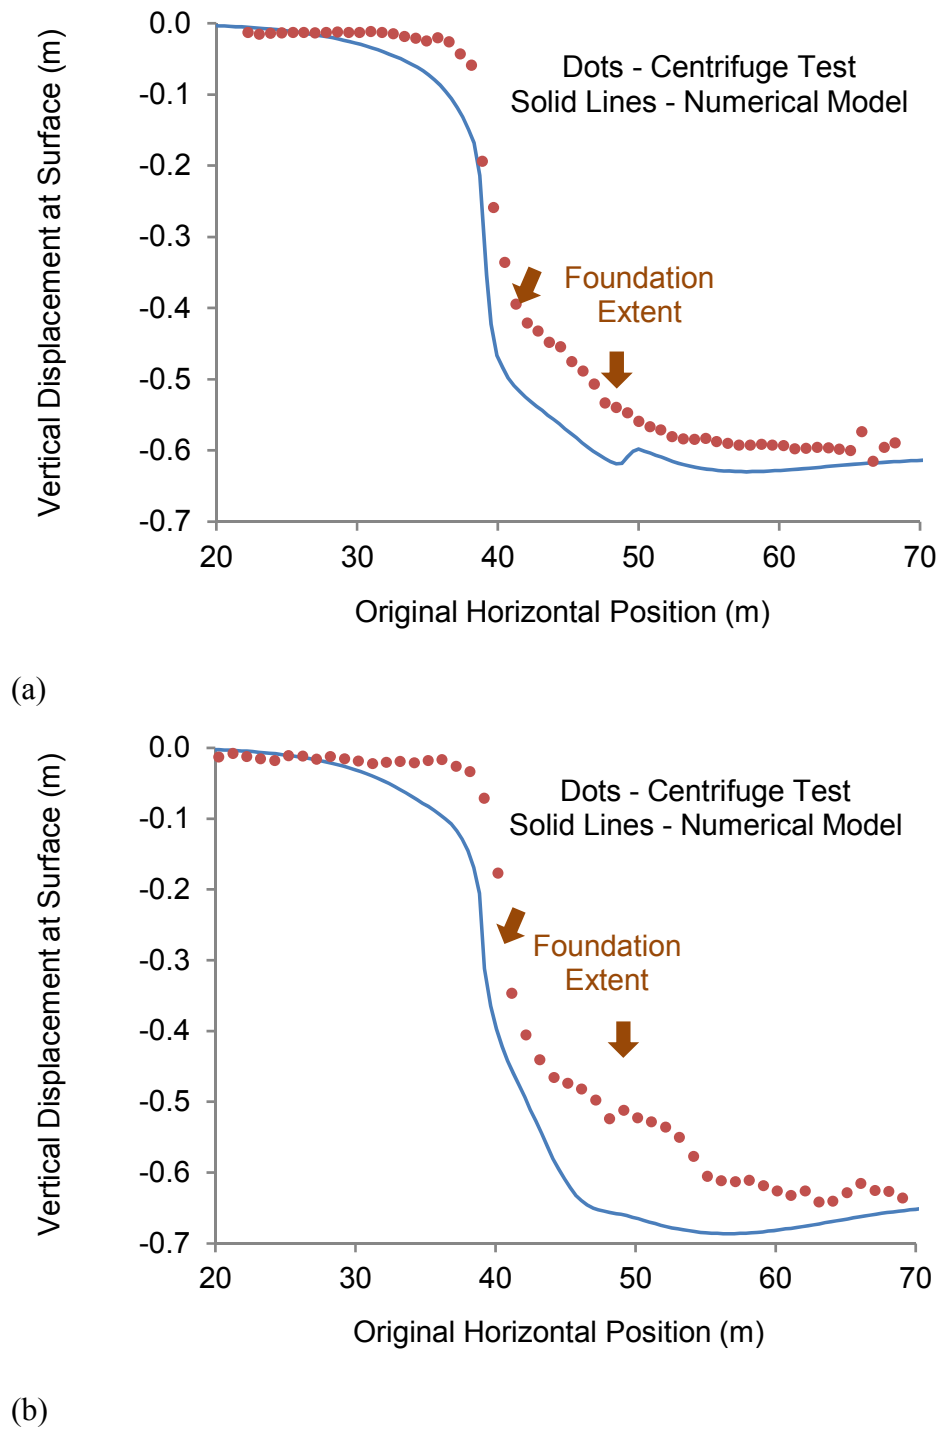 0.0
-0.1
-0.2
-0.3
-0.4
-0.5
-0.6
-0.7
Vertical Displacement at Surface (m)
Dots - Centrifuge Test
Solid Lines - Numerical Model
Foundation
Extent
20 30 40 50 60 70
Original Horizontal Position (m)
(a)
0.0
-0.1
-0.2
-0.3
-0.4
-0.5
-0.6
-0.7
Vertical Displacement at Surface (m)
Dots - Centrifuge Test
Solid Lines - Numerical Model
Foundation
Extent
20 30 40 50 60 70
Original Horizontal Position (m)
(b)